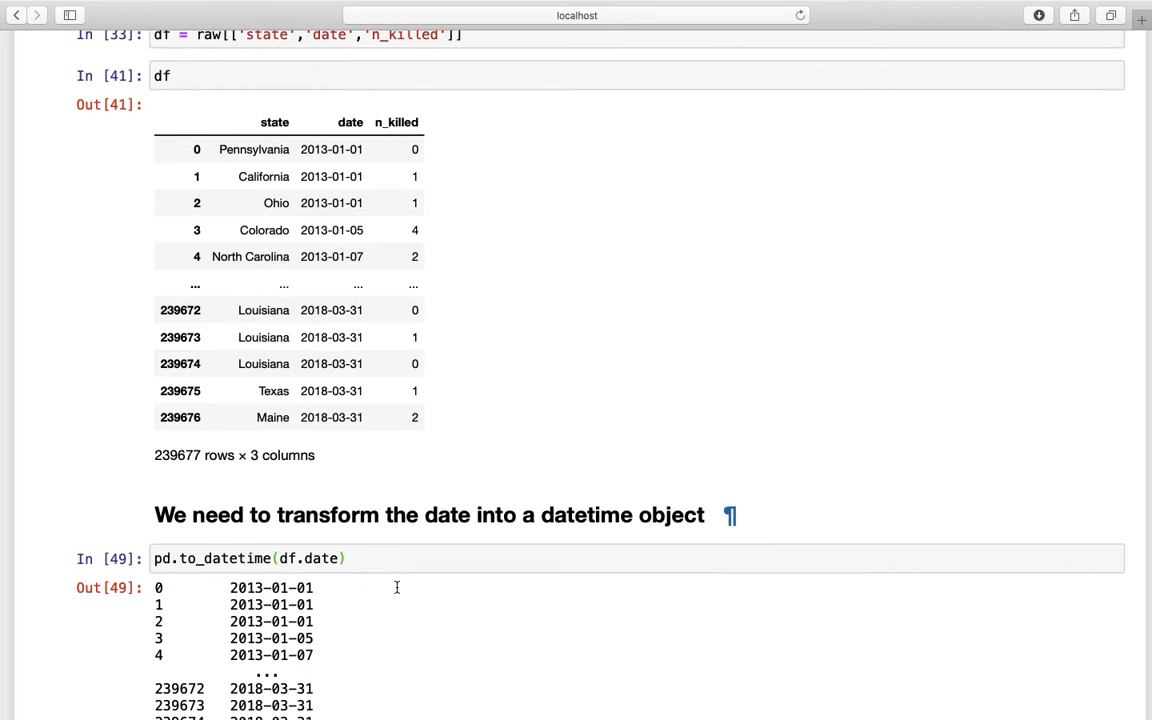 localhost
In [33]: df = raw[['state','date','n_killed']]
In [41]: df
Out[41]:
state date n_killed
0 Pennsylvania 2013-01-01 0
1 California 2013-01-01 1
2 Ohio 2013-01-01 1
3 Colorado 2013-01-05 4
4 North Carolina 2013-01-07 2
... ... ... ...
239672 Louisiana 2018-03-31 0
239673 Louisiana 2018-03-31 1
239674 Louisiana 2018-03-31 0
239675 Texas 2018-03-31 1
239676 Maine 2018-03-31 2
239677 rows × 3 columns
We need to transform the date into a datetime object ¶
In [49]: pd.to_datetime(df.date)
Out[49]: 0 2013-01-01
1 2013-01-01
2 2013-01-01
3 2013-01-05
4 2013-01-07
...
239672 2018-03-31
239673 2018-03-31
239674 2018-03-31